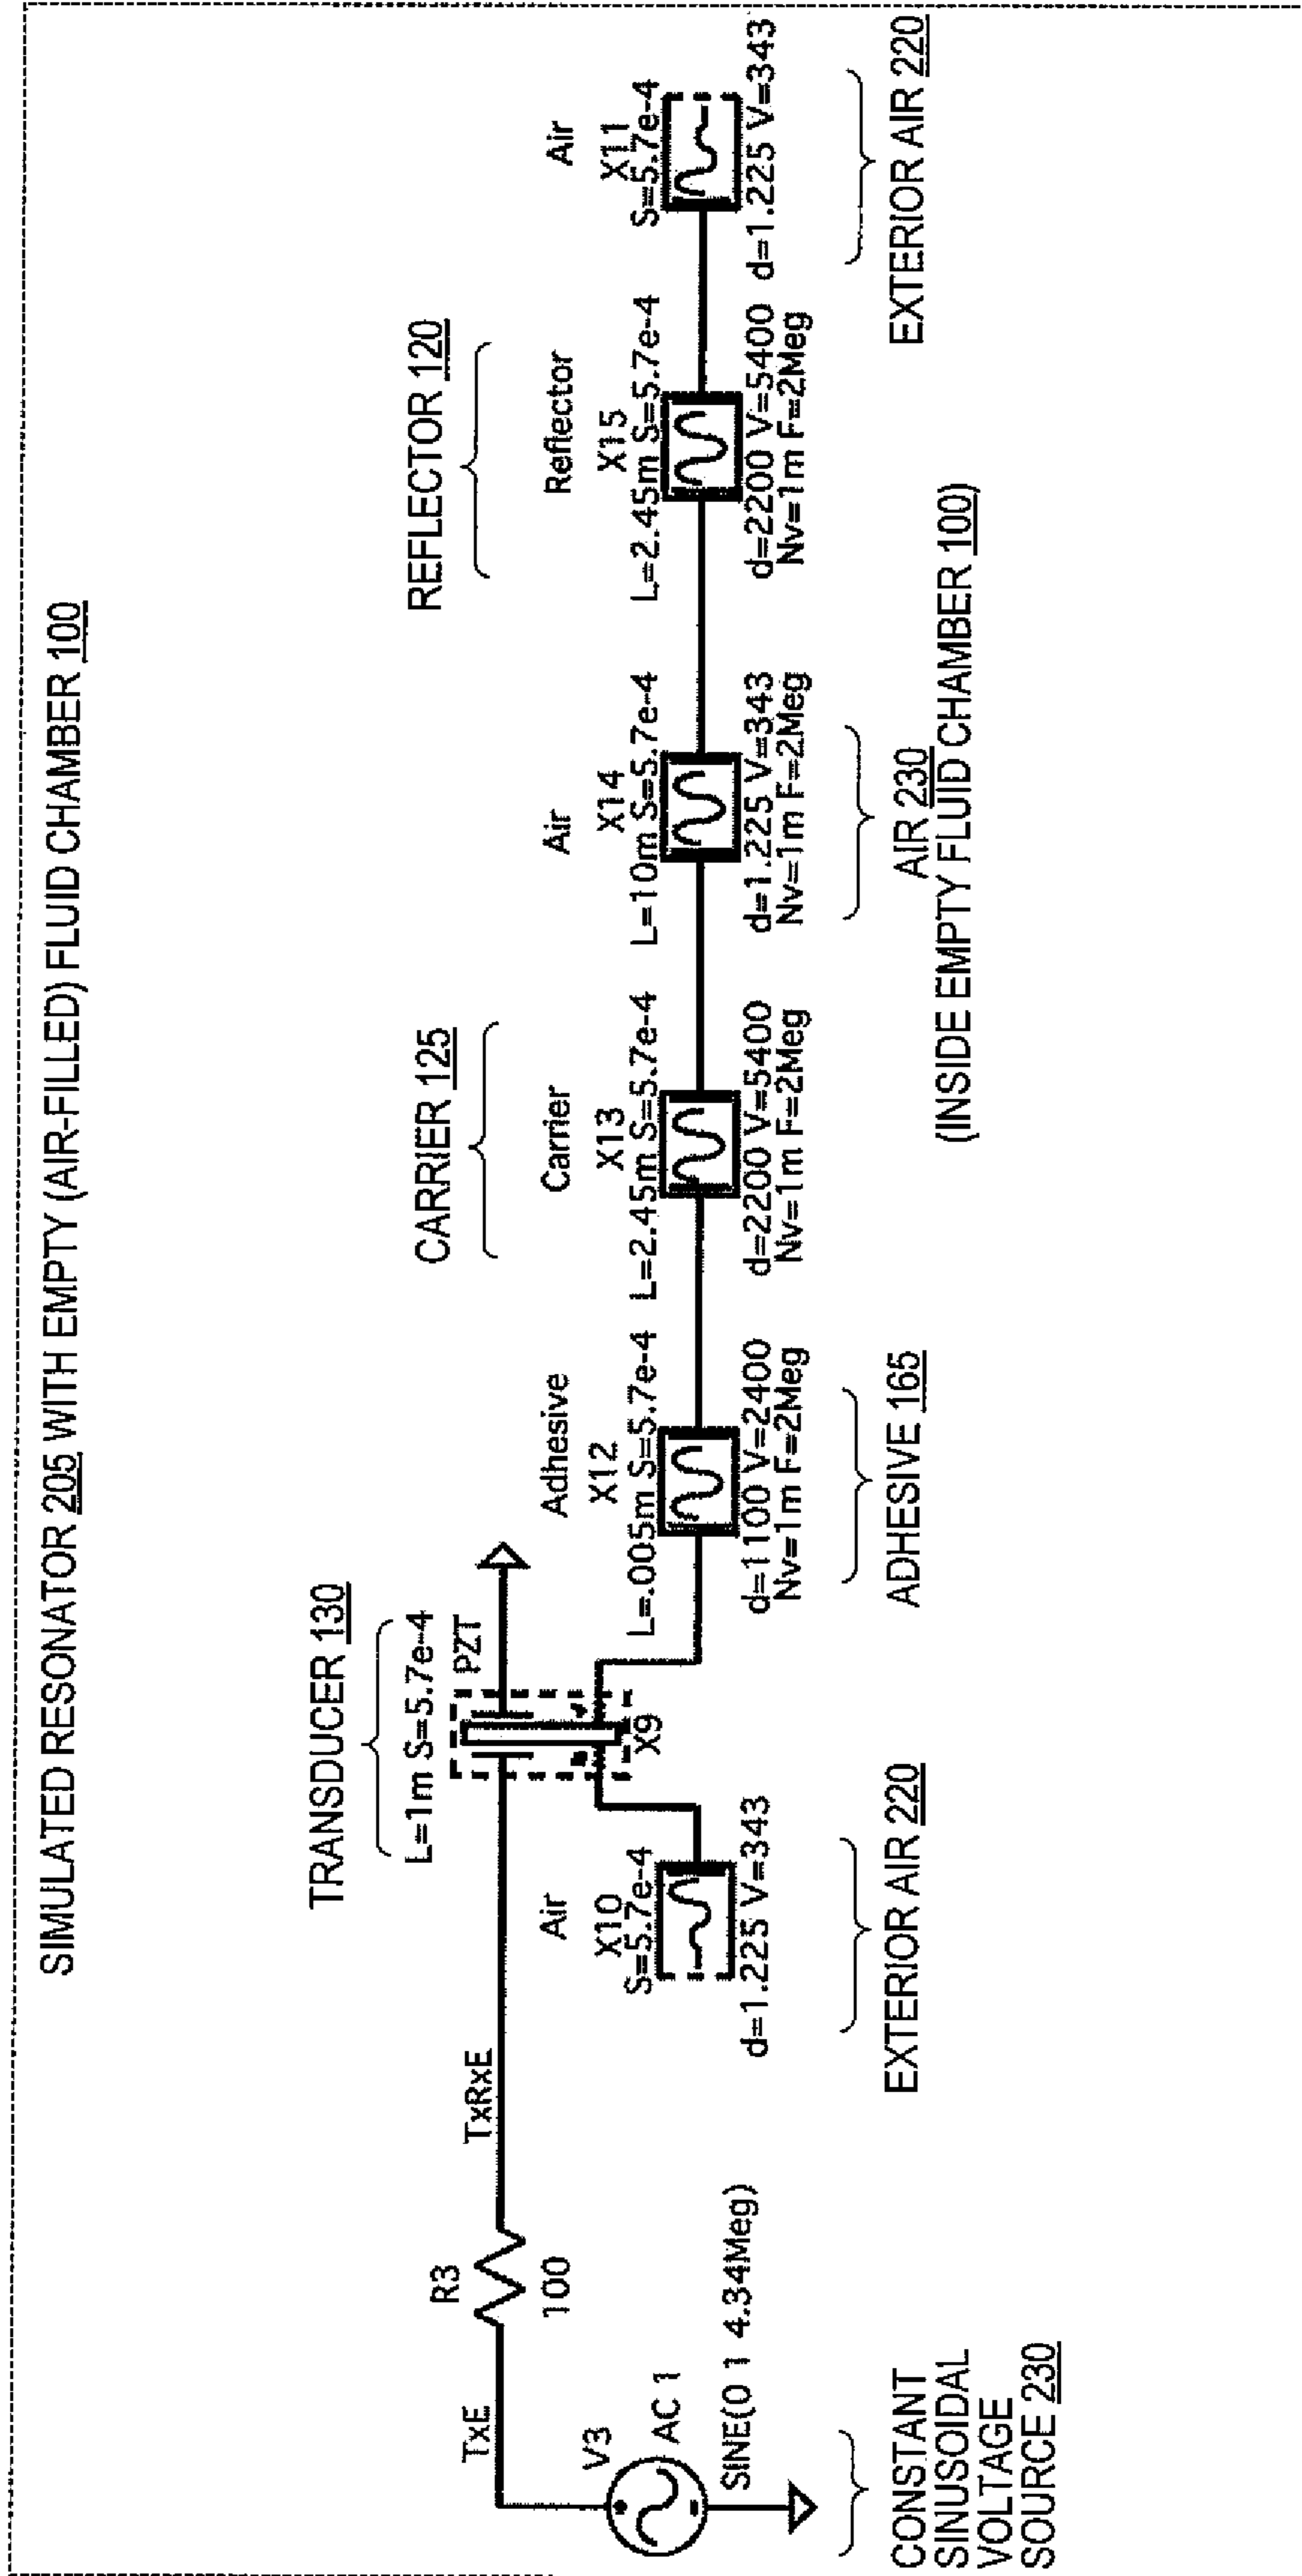 SIMULATED RESONATOR 205 WITH EMPTY (AIR-FILLED) FLUID CHAMBER 100
TRANSDUCER 130
L=1m S=5.7e-4
PZT
X9
CARRIER 125
REFLECTOR 120
TxE
R3
100
TxRxE
V3
AC 1
SINE(0 1 4.34Meg)
CONSTANT
SINUSOIDAL
VOLTAGE
SOURCE 230
Air
X10
S=5.7e-4
d=1.225 V=343
EXTERIOR AIR 220
Adhesive
X12
L=.005m S=5.7e-4
d=1100 V=2400
Nv=1m F=2Meg
ADHESIVE 165
Carrier
X13
L=2.45m S=5.7e-4
d=2200 V=5400
Nv=1m F=2Meg
Air
X14
L=10m S=5.7e-4
d=1.225 V=343
Nv=1m F=2Meg
AIR 230
(INSIDE EMPTY FLUID CHAMBER 100)
Reflector
X15
L=2.45m S=5.7e-4
d=2200 V=5400
Nv=1m F=2Meg
Air
X11
S=5.7e-4
d=1.225 V=343
EXTERIOR AIR 220